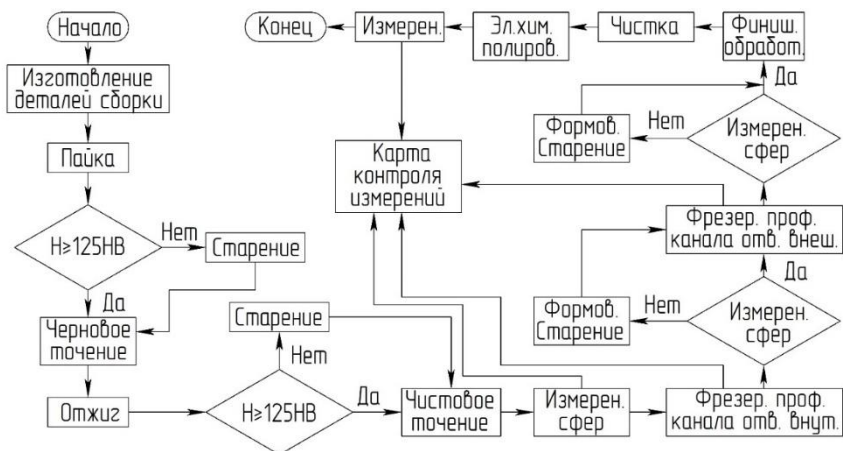 Начало
Изготовление
деталей сборки
Пайка
H≥125HB
Нет
Старение
Да
Черновое
точение
Отжиг
H≥125HB
Нет
Старение
Да
Чистовое
точение
Измерен.
сфер
Фрезер. проф.
канала отв. внут.
Измерен.
сфер
Нет
Формов.
Старение
Да
Фрезер. проф.
канала отв. внеш.
Измерен.
сфер
Нет
Формов.
Старение
Да
Финиш.
обработ.
Чистка
Эл.хим.
полиров.
Измерен.
Конец
Карта
контроля
измерений